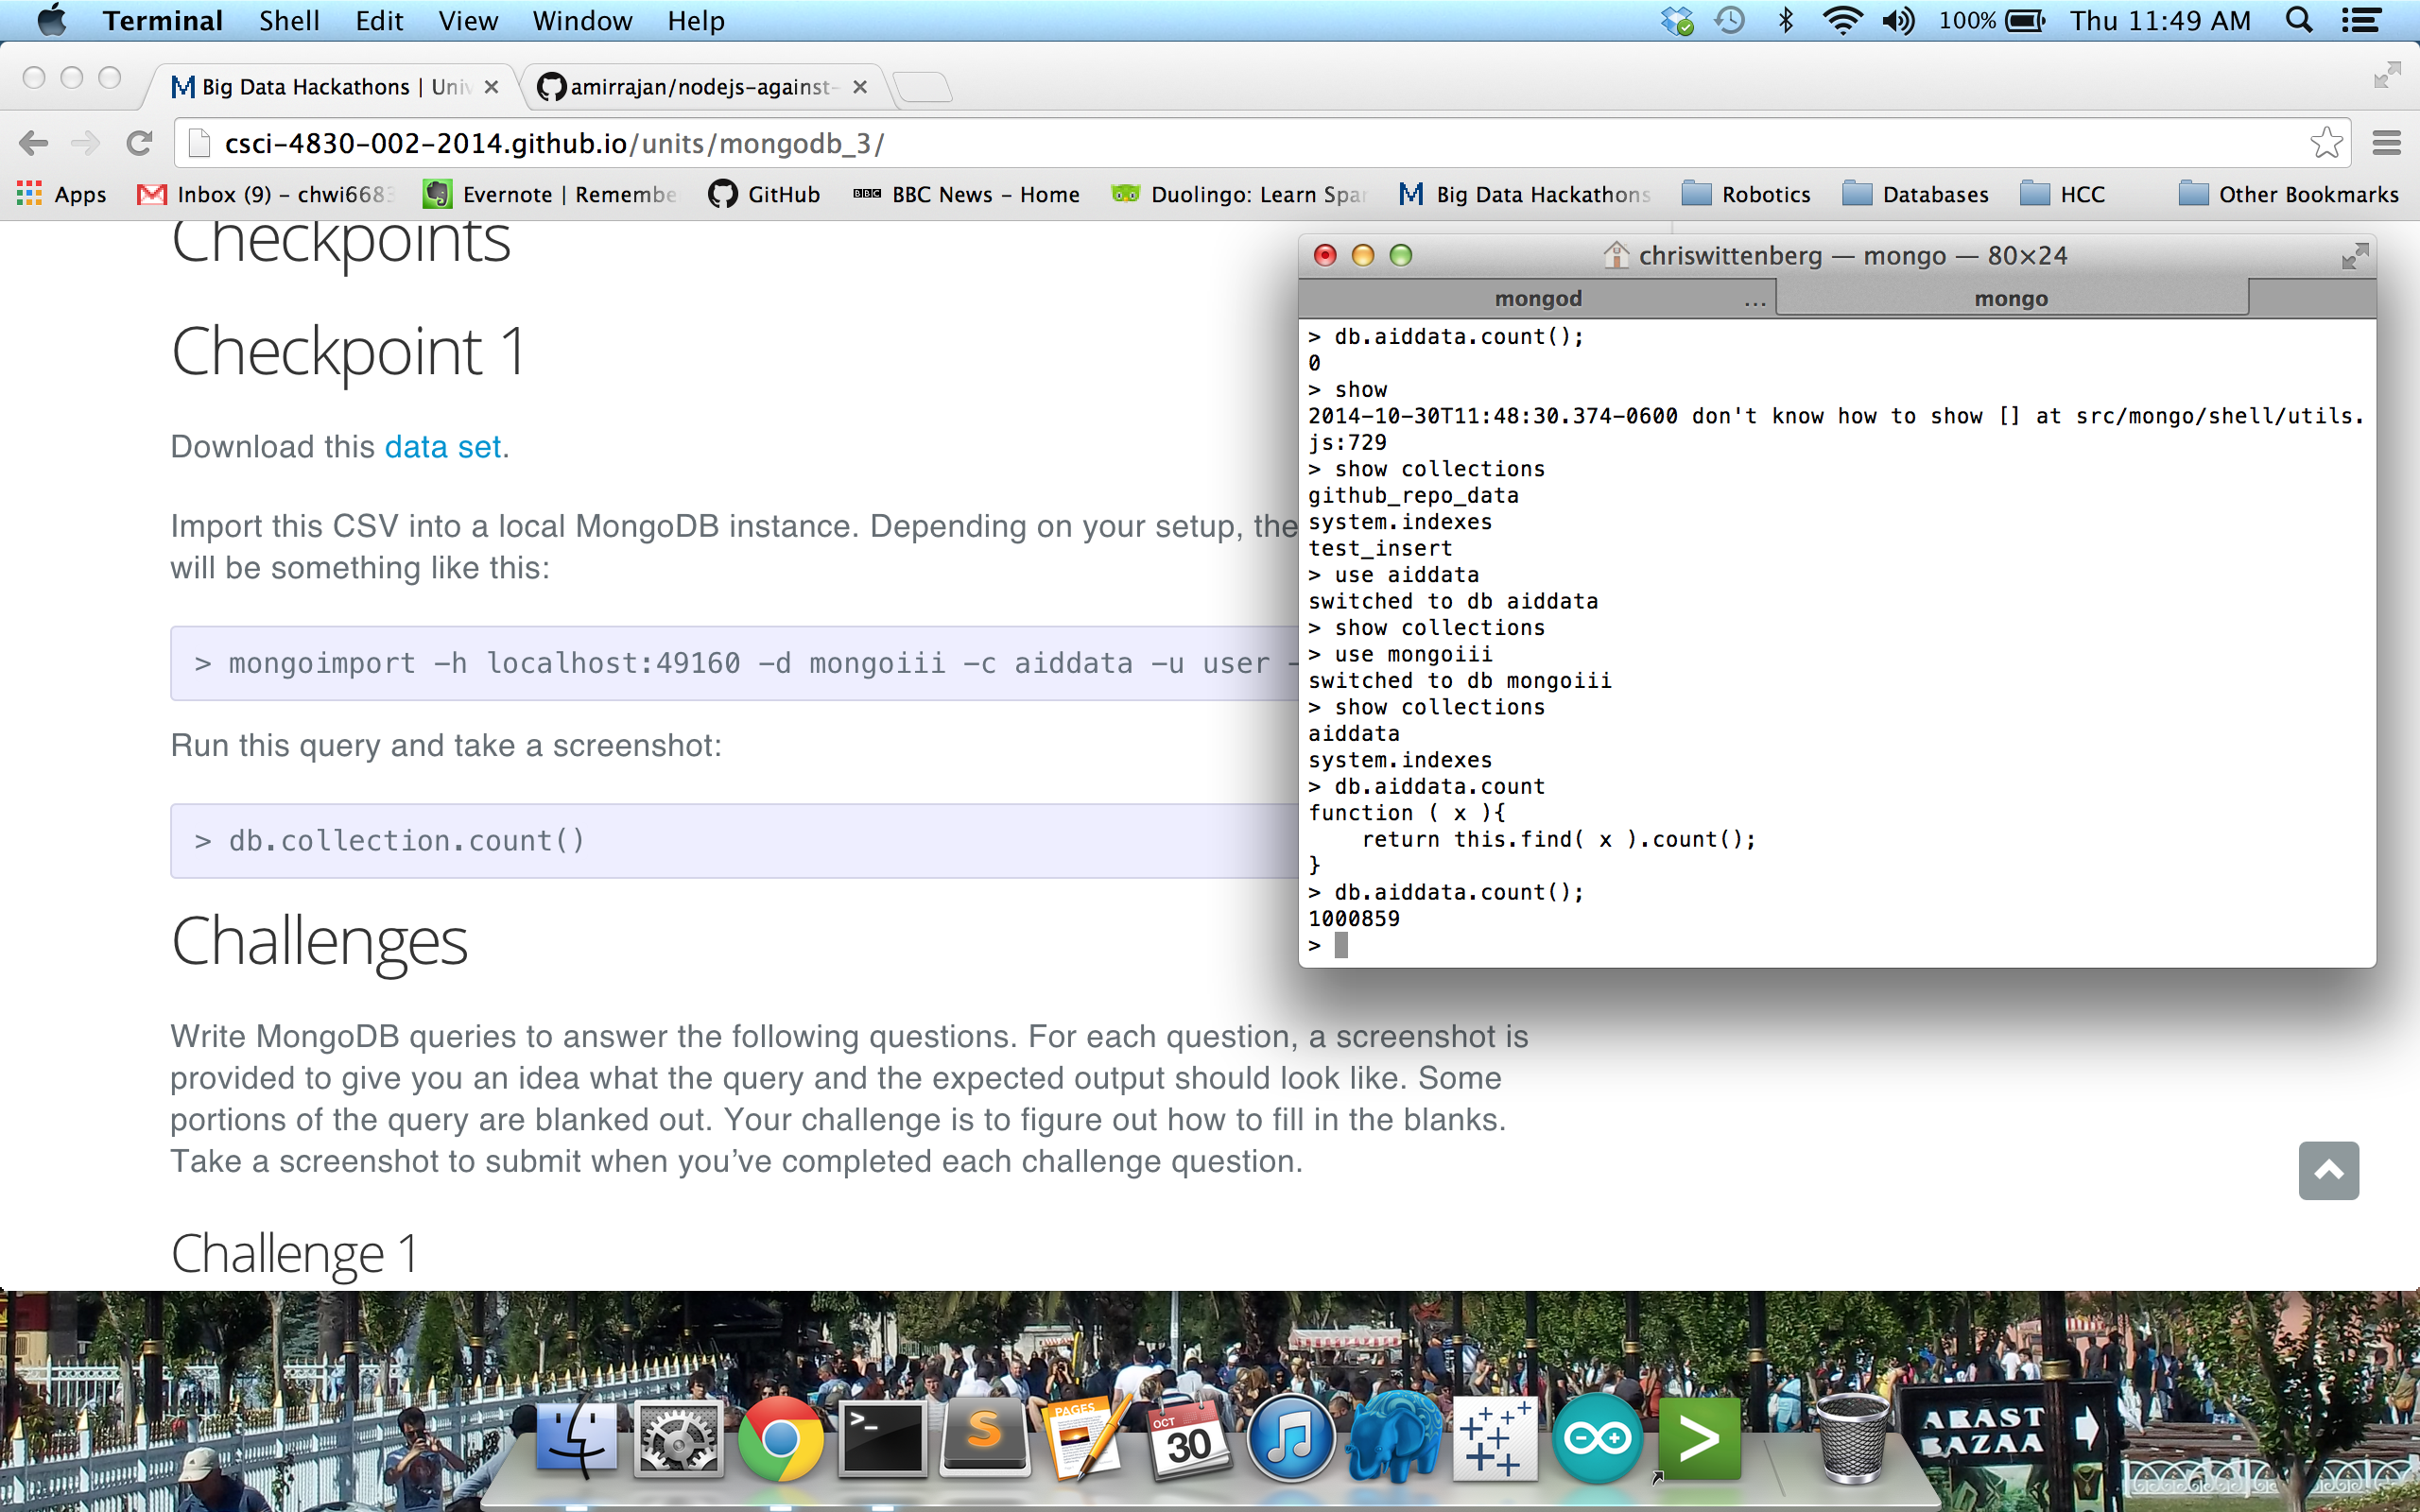 Terminal Shell Edit View Window Help 100% Thu 11:49 AM
Big Data Hackathons | Univ amirrajan/nodejs-against-
csci-4830-002-2014.github.io/units/mongodb_3/
Apps Inbox (9) – chwi6683 Evernote | Remembe GitHub BBC BBC News – Home Duolingo: Learn Spa Big Data Hackathons Robotics Databases HCC Other Bookmarks
Checkpoints
Checkpoint 1
Download this data set.
Import this CSV into a local MongoDB instance. Depending on your setup, the
will be something like this:
> mongoimport -h localhost:49160 -d mongoiii -c aiddata -u user -
Run this query and take a screenshot:
> db.collection.count()
Challenges
Write MongoDB queries to answer the following questions. For each question, a screenshot is
provided to give you an idea what the query and the expected output should look like. Some
portions of the query are blanked out. Your challenge is to figure out how to fill in the blanks.
Take a screenshot to submit when you’ve completed each challenge question.
Challenge 1
chriswittenberg — mongo — 80×24
mongod ... mongo
> db.aiddata.count();
0
> show
2014-10-30T11:48:30.374-0600 don't know how to show [] at src/mongo/shell/utils.
js:729
> show collections
github_repo_data
system.indexes
test_insert
> use aiddata
switched to db aiddata
> show collections
> use mongoiii
switched to db mongoiii
> show collections
aiddata
system.indexes
> db.aiddata.count
function ( x ){
    return this.find( x ).count();
}
> db.aiddata.count();
1000859
>
PAGES OCT 30
ARAST
BAZAA